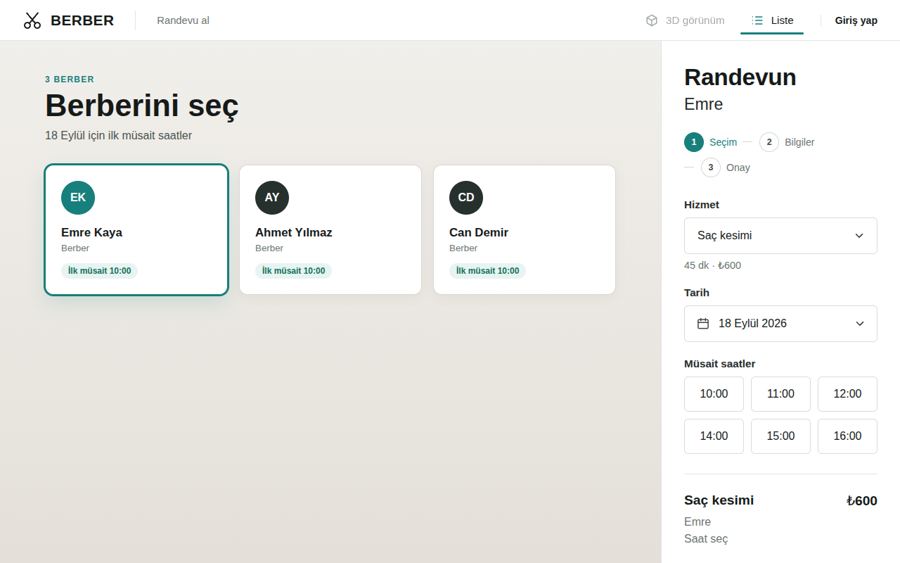 BERBER
Randevu al
3D görünüm
Liste
Giriş yap
3 BERBER
Berberini seç
18 Eylül için ilk müsait saatler
EK
Emre Kaya
Berber
İlk müsait 10:00
AY
Ahmet Yılmaz
Berber
İlk müsait 10:00
CD
Can Demir
Berber
İlk müsait 10:00
Randevun
Emre
1 Seçim
2 Bilgiler
3 Onay
Hizmet
Saç kesimi
45 dk · ₺600
Tarih
18 Eylül 2026
Müsait saatler
10:00 11:00 12:00
14:00 15:00 16:00
Saç kesimi ₺600
Emre
Saat seç